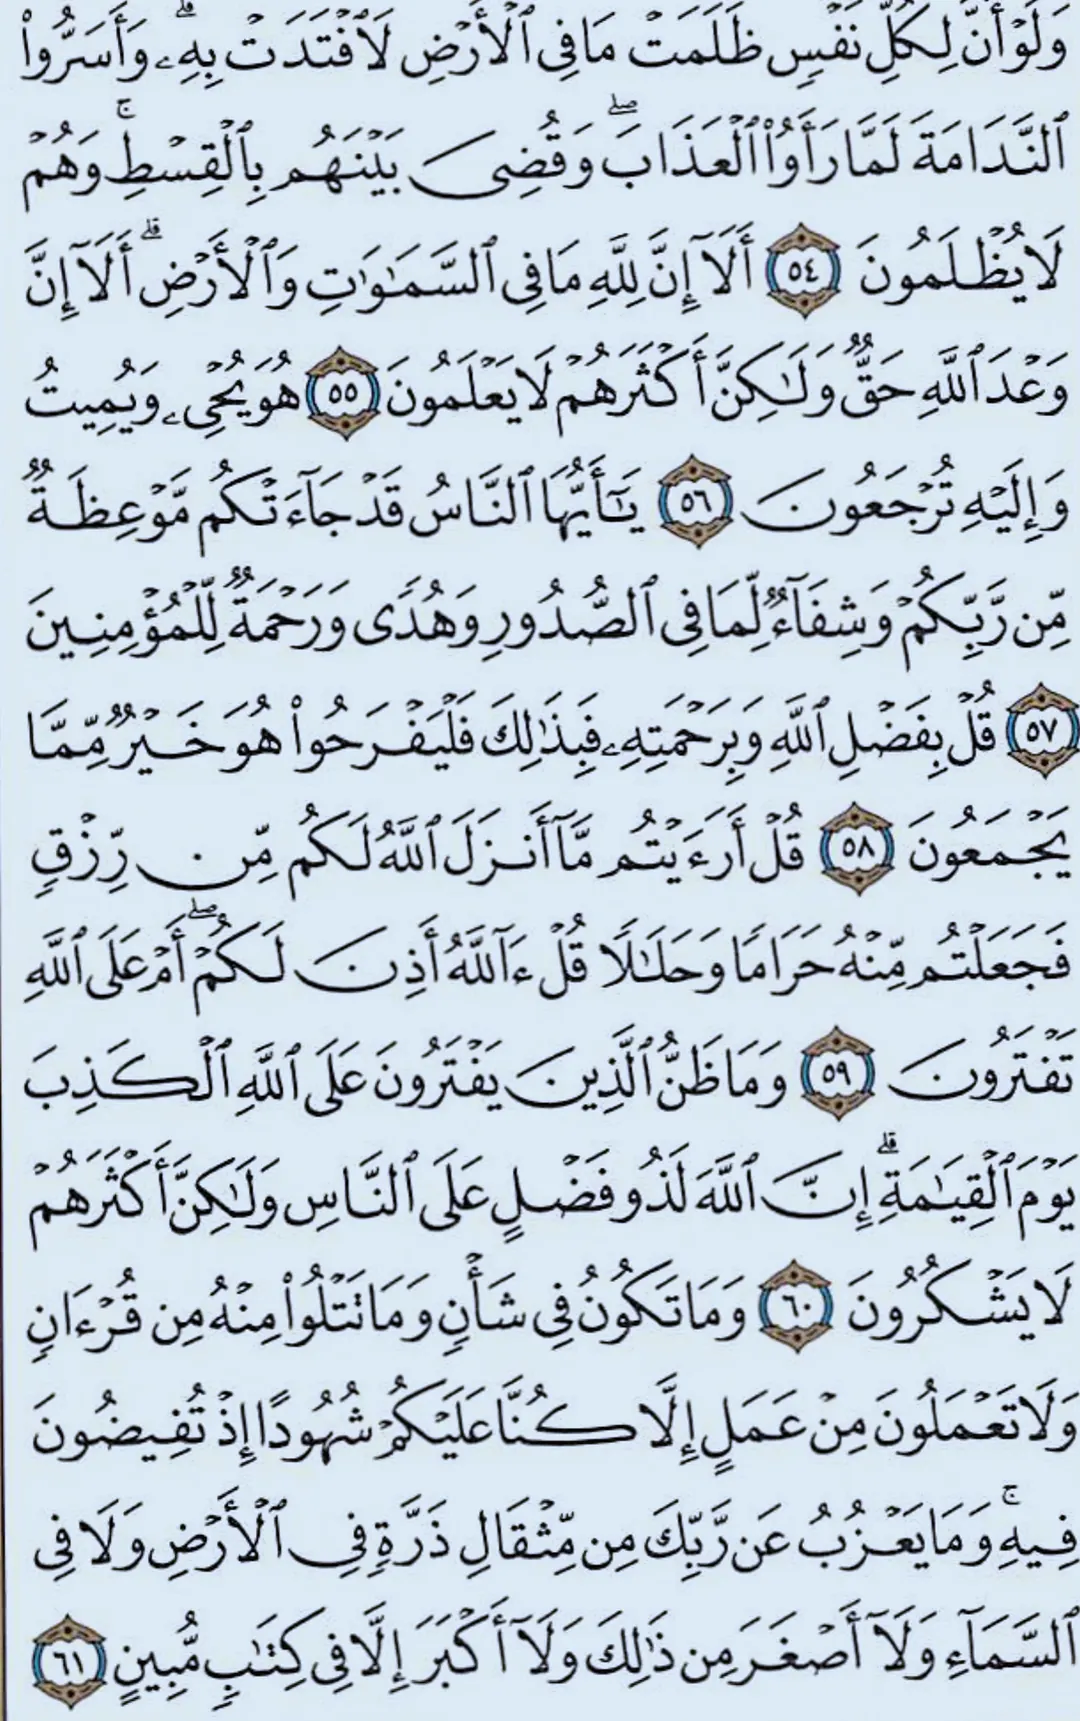 وَلَوْ أَنَّ لِكُلِّ نَفْسٍ ظَلَمَتْ مَا فِي ٱلْأَرْضِ لَٱفْتَدَتْ بِهِۦۗ وَأَسَرُّوا۟
ٱلنَّدَامَةَ لَمَّا رَأَوُا۟ ٱلْعَذَابَۖ وَقُضِىَ بَيْنَهُم بِٱلْقِسْطِۚ وَهُمْ
لَا يُظْلَمُونَ ٥٤ أَلَآ إِنَّ لِلَّهِ مَا فِى ٱلسَّمَٰوَٰتِ وَٱلْأَرْضِۗ أَلَآ إِنَّ
وَعْدَ ٱللَّهِ حَقٌّ وَلَٰكِنَّ أَكْثَرَهُمْ لَا يَعْلَمُونَ ٥٥ هُوَ يُحْىِۦ وَيُمِيتُ
وَإِلَيْهِ تُرْجَعُونَ ٥٦ يَٰٓأَيُّهَا ٱلنَّاسُ قَدْ جَآءَتْكُم مَّوْعِظَةٌ
مِّن رَّبِّكُمْ وَشِفَآءٌ لِّمَا فِى ٱلصُّدُورِ وَهُدًى وَرَحْمَةٌ لِّلْمُؤْمِنِينَ
٥٧ قُلْ بِفَضْلِ ٱللَّهِ وَبِرَحْمَتِهِۦ فَبِذَٰلِكَ فَلْيَفْرَحُوا۟ هُوَ خَيْرٌ مِّمَّا
يَجْمَعُونَ ٥٨ قُلْ أَرَءَيْتُم مَّآ أَنزَلَ ٱللَّهُ لَكُم مِّن رِّزْقٍ
فَجَعَلْتُم مِّنْهُ حَرَامًا وَحَلَٰلًا قُلْ ءَآللَّهُ أَذِنَ لَكُمْۖ أَمْ عَلَى ٱللَّهِ
تَفْتَرُونَ ٥٩ وَمَا ظَنُّ ٱلَّذِينَ يَفْتَرُونَ عَلَى ٱللَّهِ ٱلْكَذِبَ
يَوْمَ ٱلْقِيَٰمَةِۗ إِنَّ ٱللَّهَ لَذُو فَضْلٍ عَلَى ٱلنَّاسِ وَلَٰكِنَّ أَكْثَرَهُمْ
لَا يَشْكُرُونَ ٦٠ وَمَا تَكُونُ فِى شَأْنٍ وَمَا تَتْلُوا۟ مِنْهُ مِن قُرْءَانٍ
وَلَا تَعْمَلُونَ مِنْ عَمَلٍ إِلَّا كُنَّا عَلَيْكُمْ شُهُودًا إِذْ تُفِيضُونَ
فِيهِۚ وَمَا يَعْزُبُ عَن رَّبِّكَ مِن مِّثْقَالِ ذَرَّةٍ فِى ٱلْأَرْضِ وَلَا فِى
ٱلسَّمَآءِ وَلَآ أَصْغَرَ مِن ذَٰلِكَ وَلَآ أَكْبَرَ إِلَّا فِى كِتَٰبٍ مُّبِينٍ ٦١